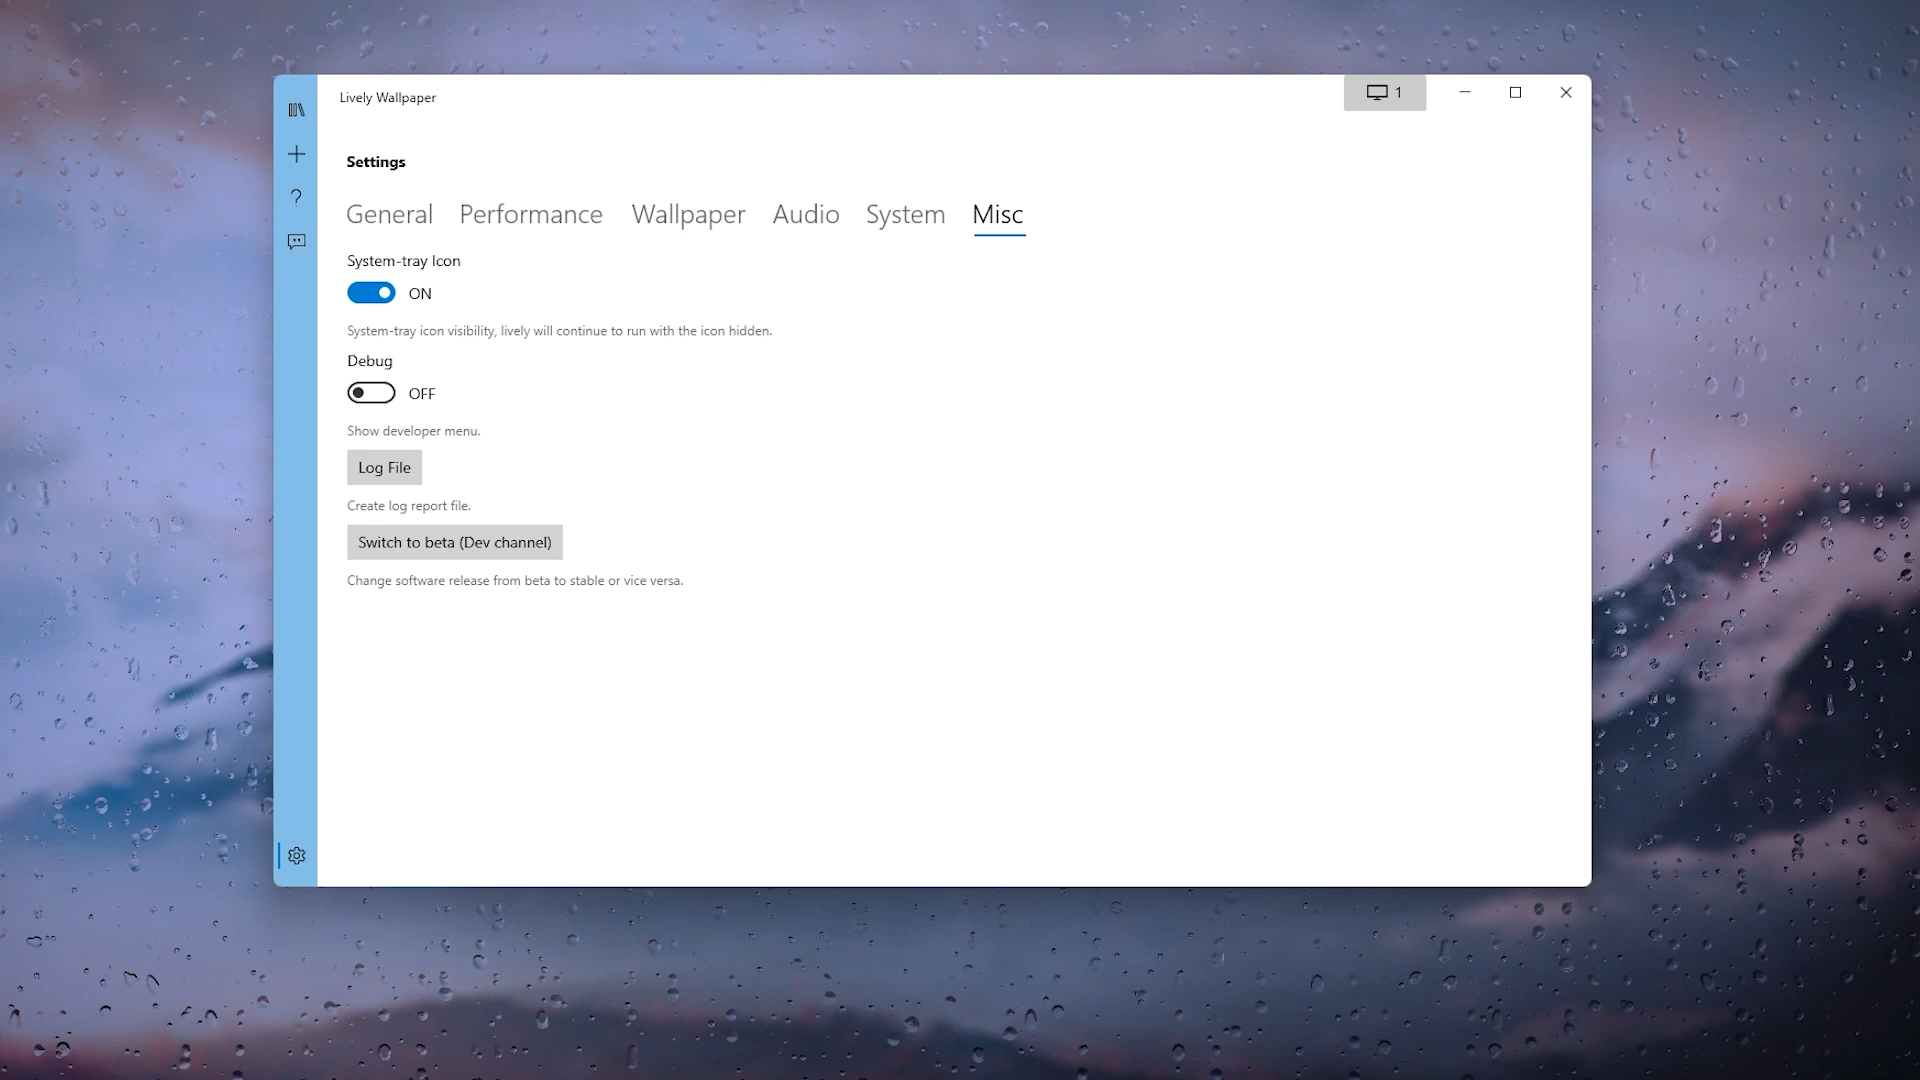 Lively Wallpaper
1
Settings
General Performance Wallpaper Audio System Misc
System-tray Icon
ON
System-tray icon visibility, lively will continue to run with the icon hidden.
Debug
OFF
Show developer menu.
Log File
Create log report file.
Switch to beta (Dev channel)
Change software release from beta to stable or vice versa.